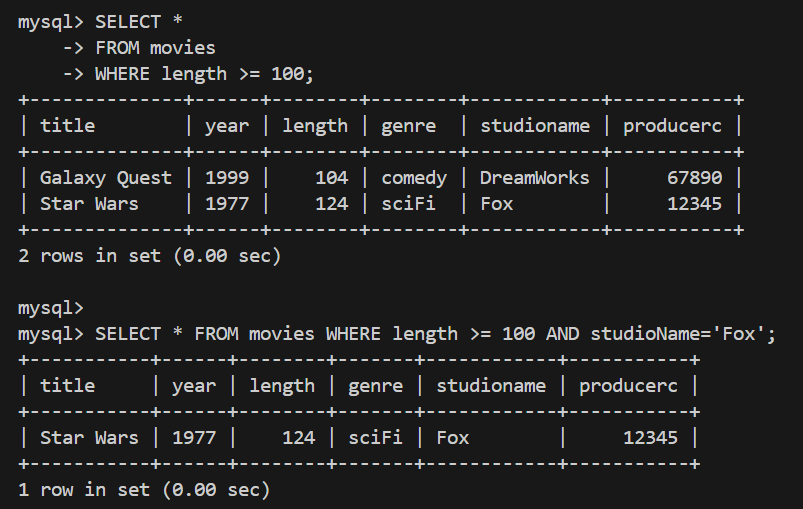 mysql> SELECT *
    -> FROM movies
    -> WHERE length >= 100;
+--------------+------+--------+--------+------------+-----------+
| title        | year | length | genre  | studioname | producerc |
+--------------+------+--------+--------+------------+-----------+
| Galaxy Quest | 1999 |    104 | comedy | DreamWorks |     67890 |
| Star Wars    | 1977 |    124 | sciFi  | Fox        |     12345 |
+--------------+------+--------+--------+------------+-----------+
2 rows in set (0.00 sec)

mysql>
mysql> SELECT * FROM movies WHERE length >= 100 AND studioName='Fox';
+-----------+------+--------+-------+------------+-----------+
| title     | year | length | genre | studioname | producerc |
+-----------+------+--------+-------+------------+-----------+
| Star Wars | 1977 |    124 | sciFi | Fox        |     12345 |
+-----------+------+--------+-------+------------+-----------+
1 row in set (0.00 sec)